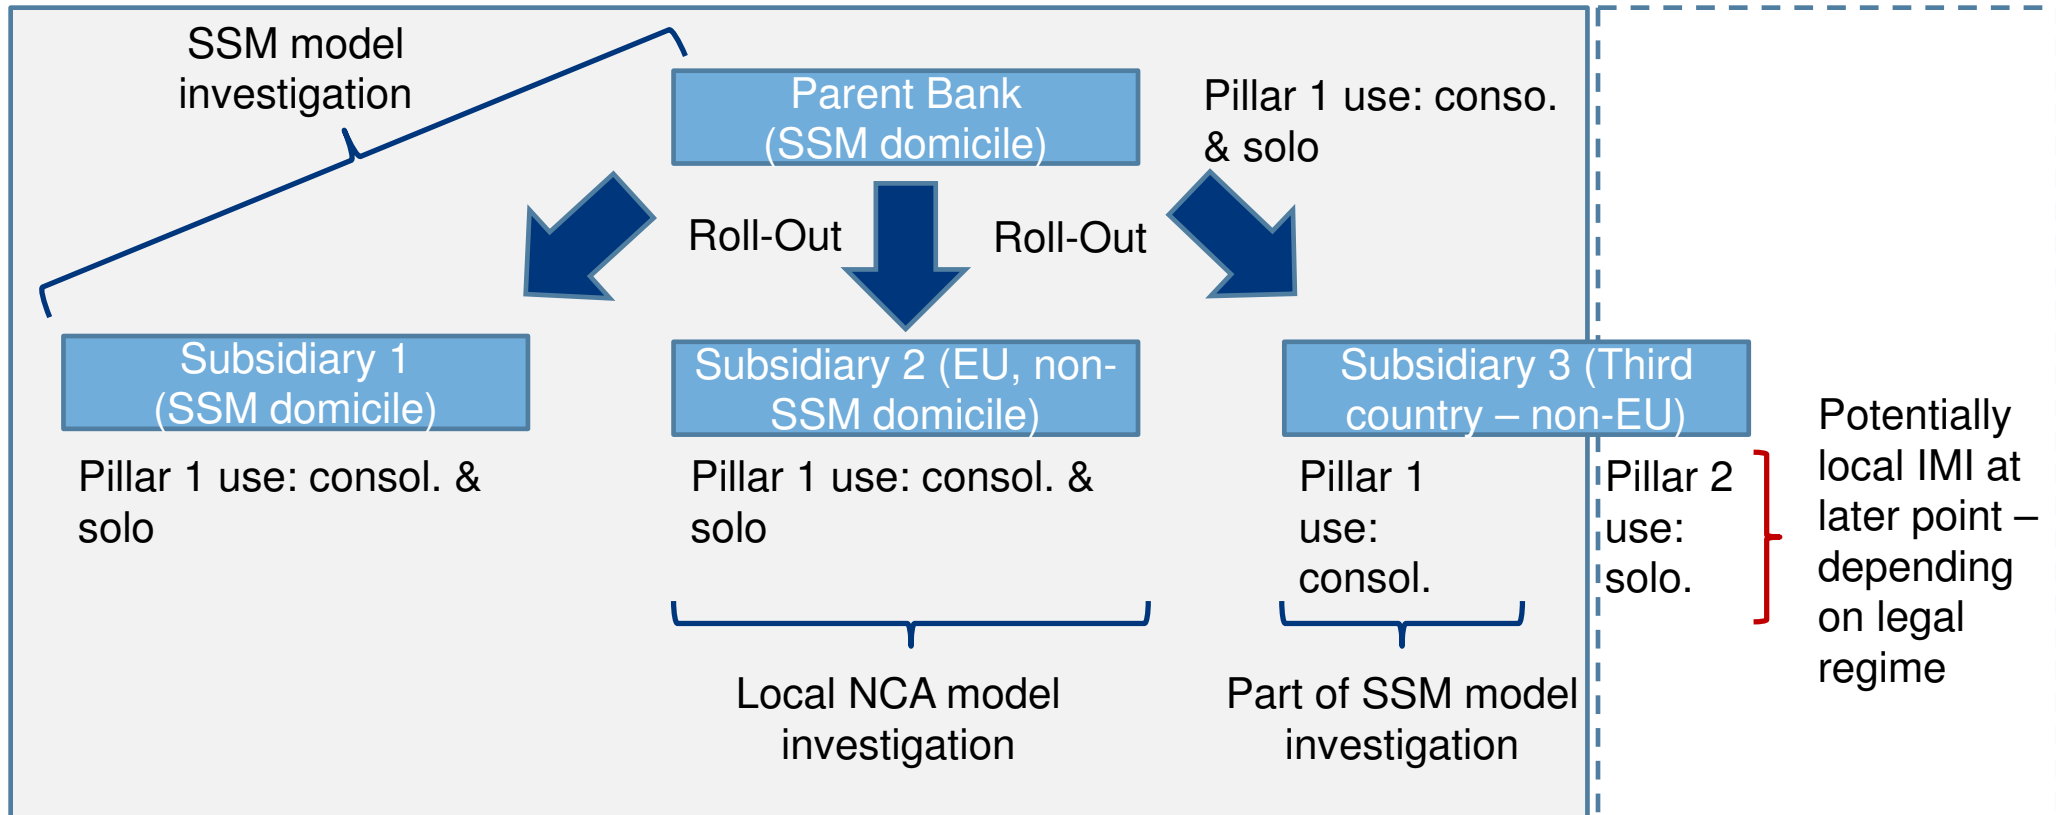 SSM model
investigation
Parent Bank
(SSM domicile)
Pillar 1 use: conso.
& solo
Roll-Out
Roll-Out
Subsidiary 1
(SSM domicile)
Subsidiary 2 (EU, non-
SSM domicile)
Subsidiary 3 (Third
country – non-EU)
Pillar 1 use: consol. &
solo
Pillar 1 use: consol. &
solo
Pillar 1
use:
consol.
Pillar 2
use:
solo.
Potentially
local IMI at
later point –
depending
on legal
regime
Local NCA model
investigation
Part of SSM model
investigation